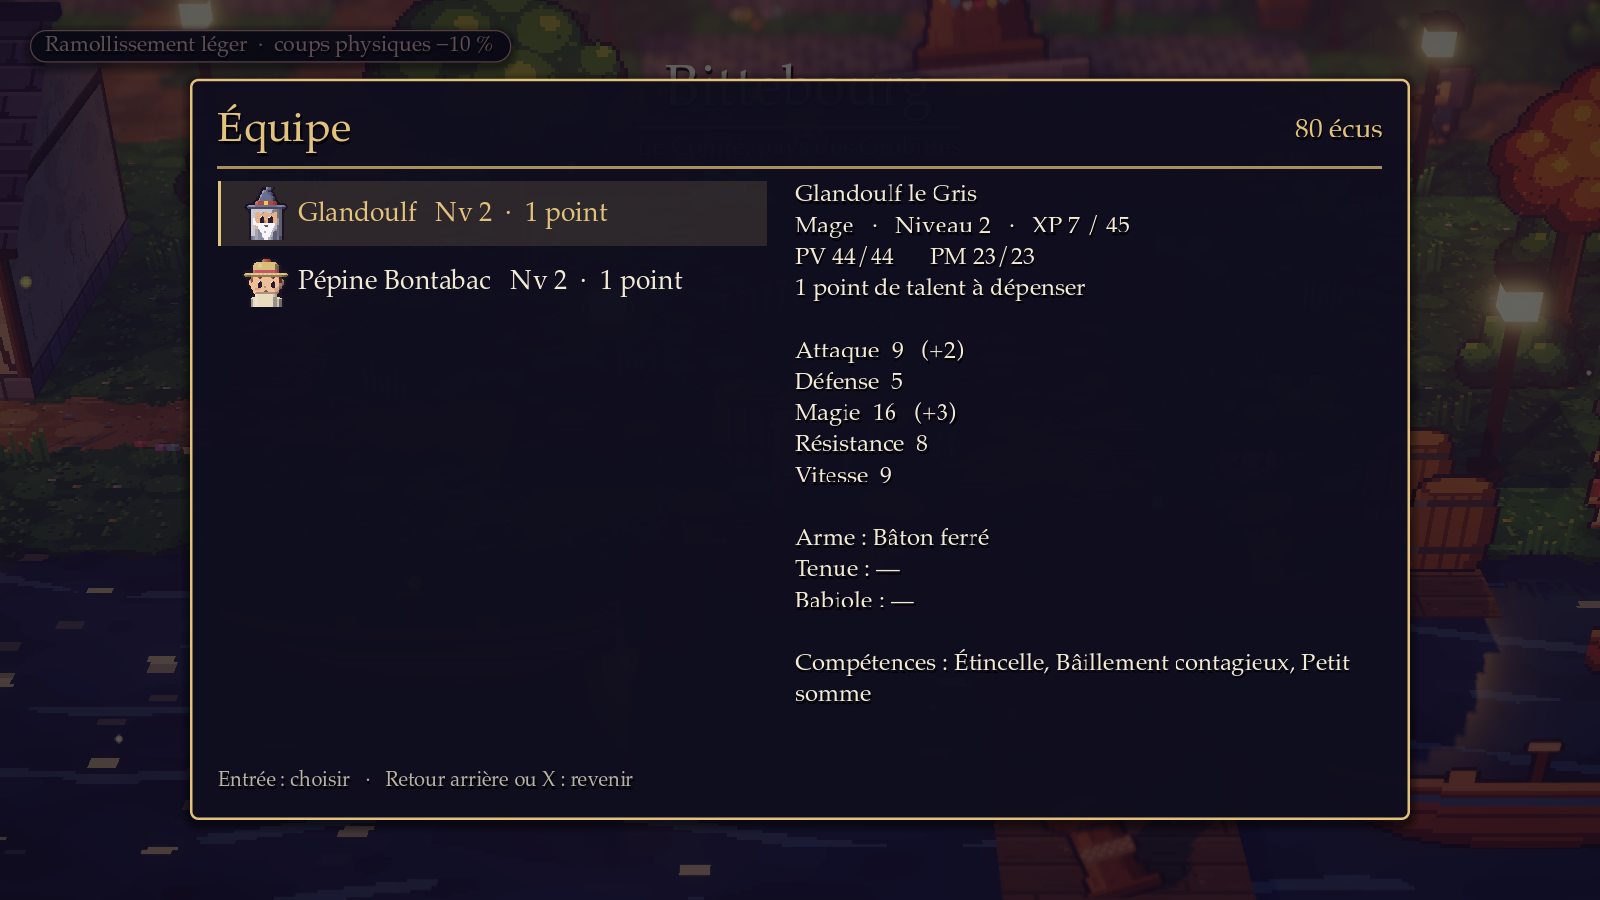 Ramollissement léger · coups physiques −10 %
Bittebourg
Équipe
80 écus
Glandoulf Nv 2 · 1 point
Pépine Bontabac Nv 2 · 1 point
Glandoulf le Gris
Mage · Niveau 2 · XP 7 / 45
PV 44/44 PM 23/23
1 point de talent à dépenser
Attaque 9 (+2)
Défense 5
Magie 16 (+3)
Résistance 8
Vitesse 9
Arme : Bâton ferré
Tenue : —
Babiole : —
Compétences : Étincelle, Bâillement contagieux, Petit
somme
Entrée : choisir · Retour arrière ou X : revenir